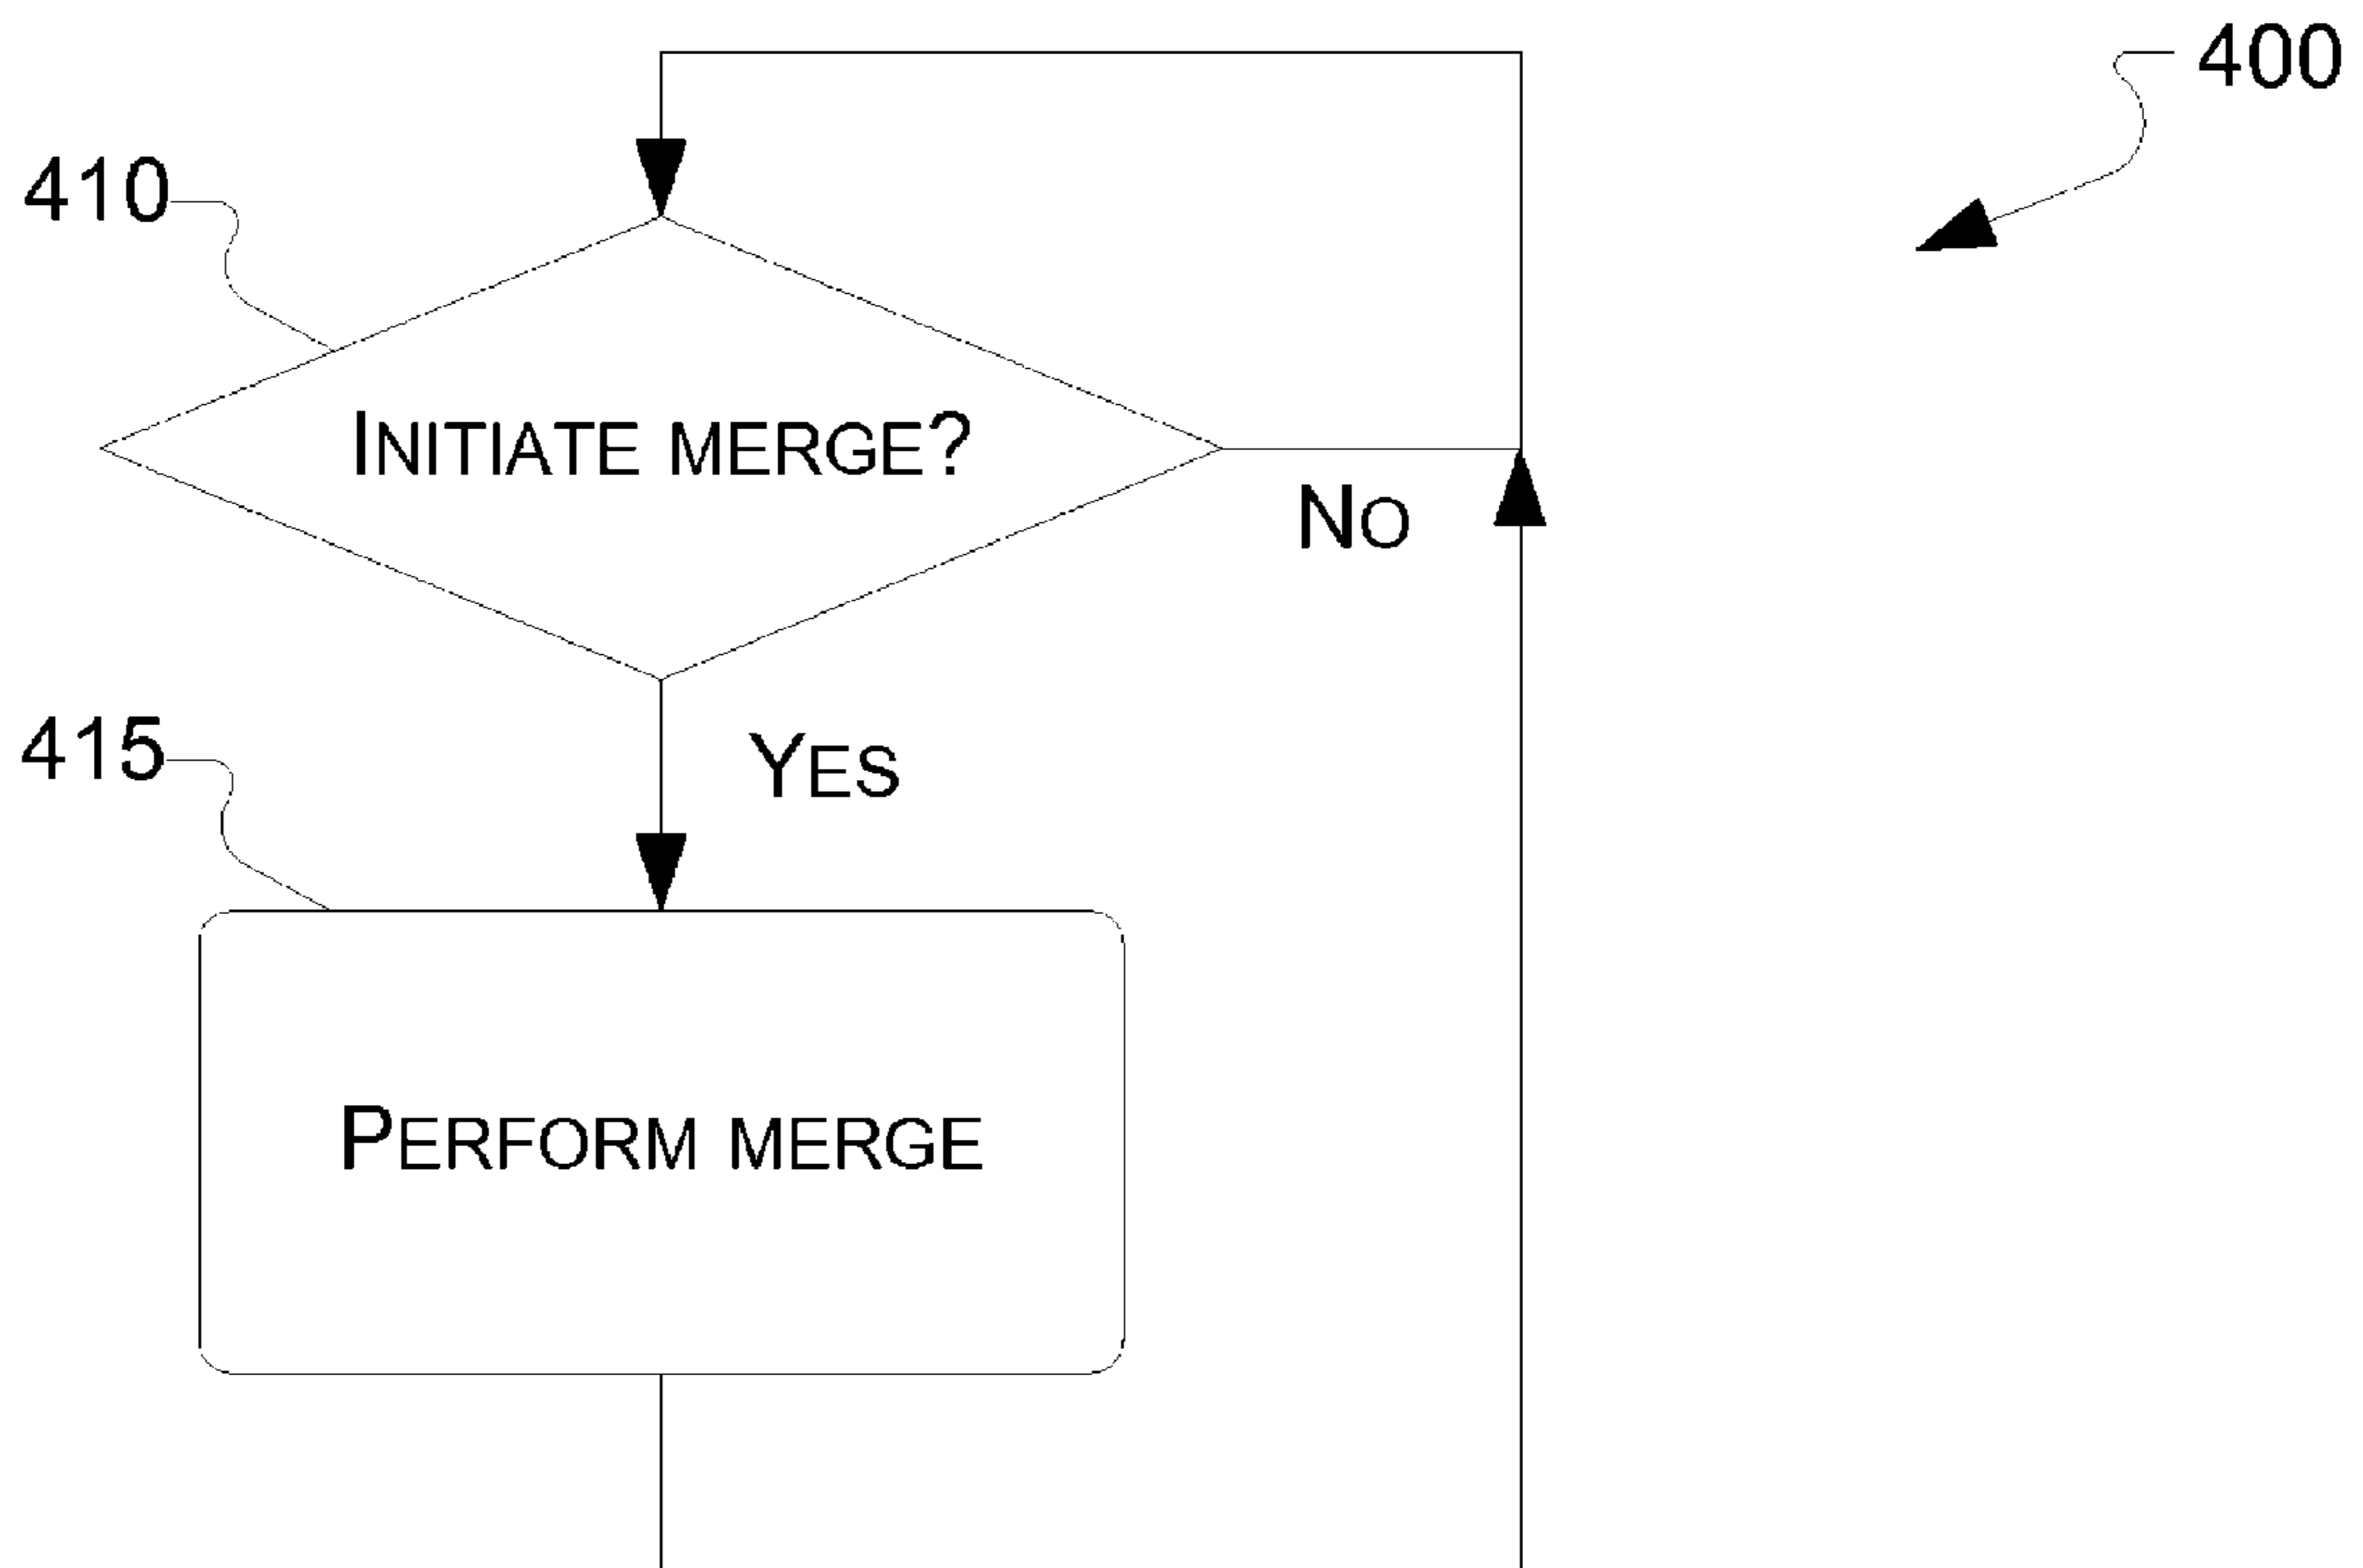 400
410
INITIATE MERGE?
NO
415
YES
PERFORM MERGE